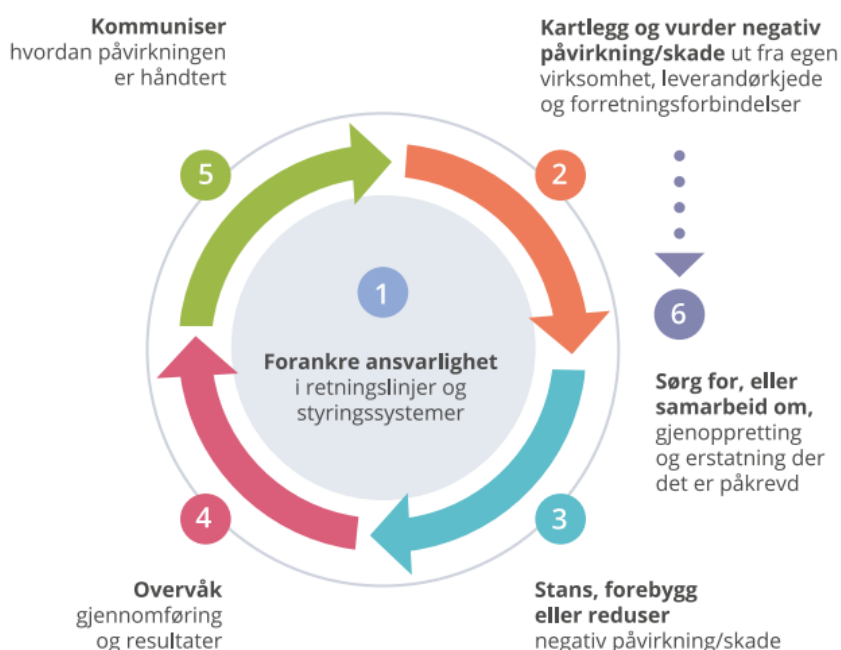 Kommuniser
hvordan påvirkningen
er håndtert
Kartlegg og vurder negativ
påvirkning/skade ut fra egen
virksomhet, leverandørkjede
og forretningsforbindelser
5
2
1
Forankre ansvarlighet
i retningslinjer og
styringssystemer
6
Sørg for, eller
samarbeid om,
gjenoppretting
og erstatning der
det er påkrevd
4
3
Overvåk
gjennomføring
og resultater
Stans, forebygg
eller reduser
negativ påvirkning/skade